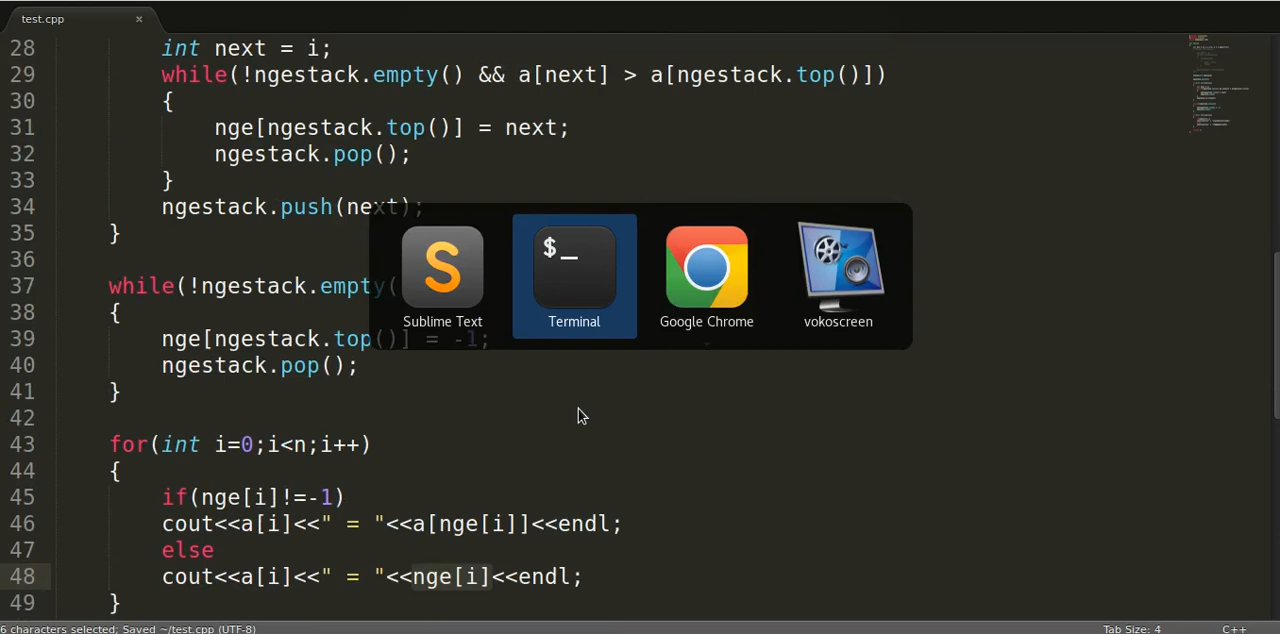 test.cpp ×
28 int next = i;
29 while(!ngestack.empty() && a[next] > a[ngestack.top()])
30 {
31 nge[ngestack.top()] = next;
32 ngestack.pop();
33 }
34 ngestack.push(next);
35 }
36
$_
Sublime Text Terminal Google Chrome vokoscreen
37 while(!ngestack.empty(
38 {
39 nge[ngestack.top()] = -1;
40 ngestack.pop();
41 }
42
43 for(int i=0;i<n;i++)
44 {
45 if(nge[i]!=-1)
46 cout<<a[i]<<" = "<<a[nge[i]]<<endl;
47 else
48 cout<<a[i]<<" = "<<nge[i]<<endl;
49 }
6 characters selected; Saved ~/test.cpp (UTF-8) Tab Size: 4 C++